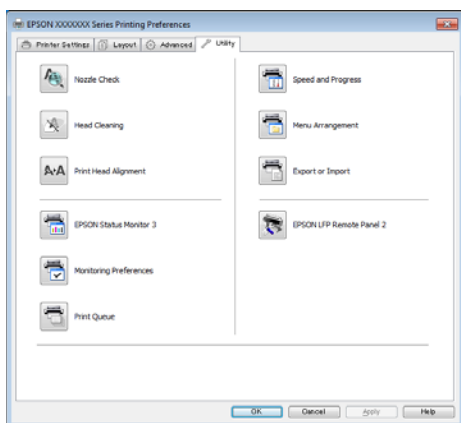 EPSON XXXXXXX Series Printing Preferences
Printer Settings
Layout
Advanced
Utility
Nozzle Check
Speed and Progress
Head Cleaning
Menu Arrangement
A
A
Print Head Alignment
Export or Import
EPSON Status Monitor 3
EPSON LFP Remote Panel 2
Monitoring Preferences
Print Queue
OK
Cancel
Apply
Help